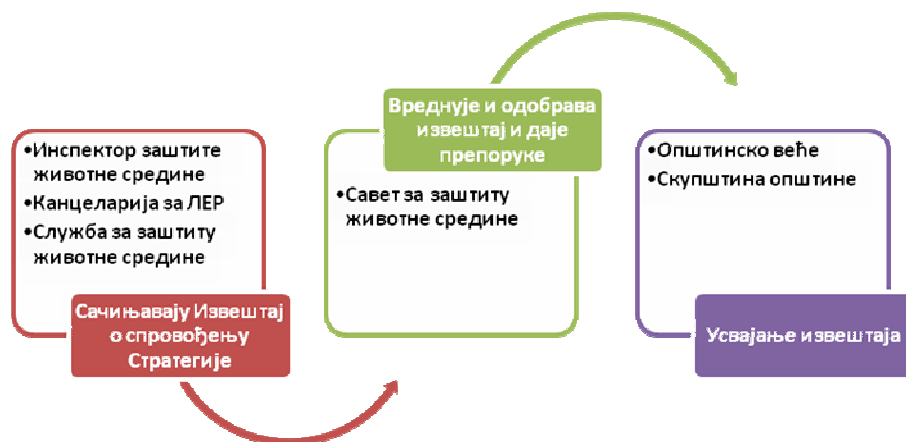 •Инспектор заштите
животне средине
•Канцеларија за ЛЕР
•Служба за заштиту
животне средине
Сачињавају Извештај
о спровођењу
Стратегије
Вреднује и одобрава
извештај и даје
препоруке
•Савет за заштиту
животне средине
•Општинско веће
•Скупштина општине
Усвајање извештаја